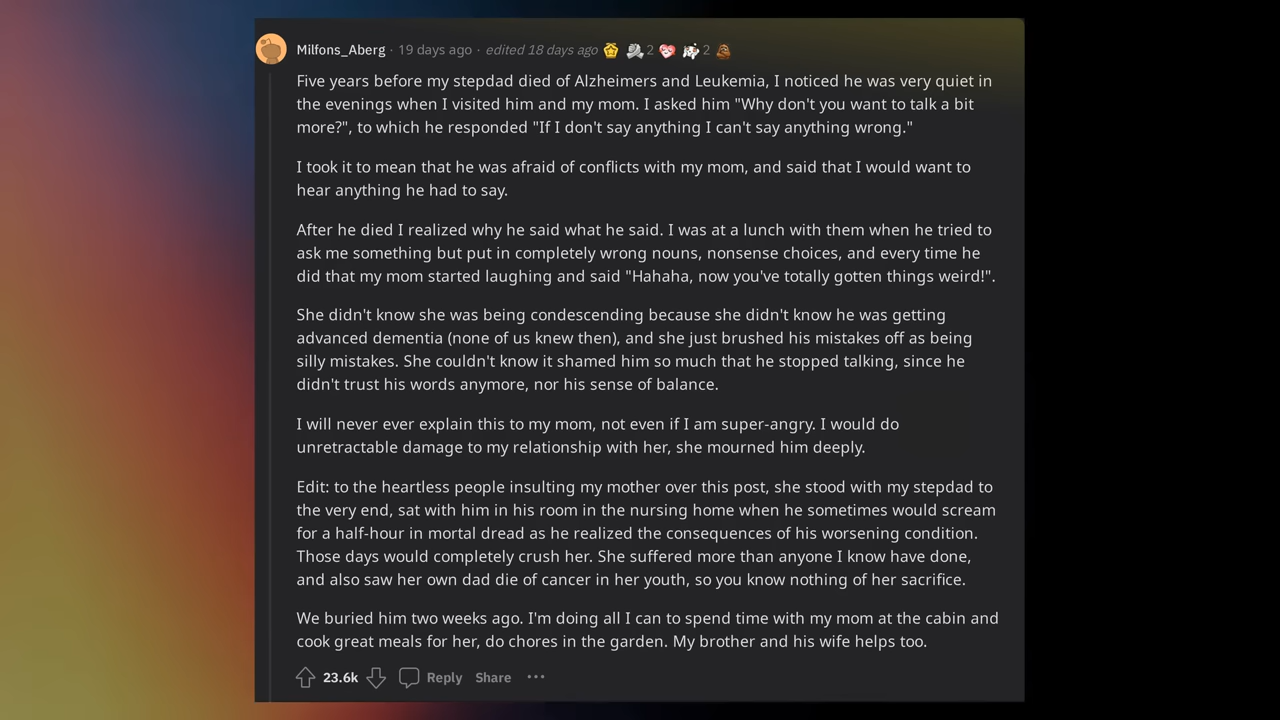 Milfons_Aberg · 19 days ago · edited 18 days ago 2 2
Five years before my stepdad died of Alzheimers and Leukemia, I noticed he was very quiet in
the evenings when I visited him and my mom. I asked him "Why don't you want to talk a bit
more?", to which he responded "If I don't say anything I can't say anything wrong."
I took it to mean that he was afraid of conflicts with my mom, and said that I would want to
hear anything he had to say.
After he died I realized why he said what he said. I was at a lunch with them when he tried to
ask me something but put in completely wrong nouns, nonsense choices, and every time he
did that my mom started laughing and said "Hahaha, now you've totally gotten things weird!".
She didn't know she was being condescending because she didn't know he was getting
advanced dementia (none of us knew then), and she just brushed his mistakes off as being
silly mistakes. She couldn't know it shamed him so much that he stopped talking, since he
didn't trust his words anymore, nor his sense of balance.
I will never ever explain this to my mom, not even if I am super-angry. I would do
unretractable damage to my relationship with her, she mourned him deeply.
Edit: to the heartless people insulting my mother over this post, she stood with my stepdad to
the very end, sat with him in his room in the nursing home when he sometimes would scream
for a half-hour in mortal dread as he realized the consequences of his worsening condition.
Those days would completely crush her. She suffered more than anyone I know have done,
and also saw her own dad die of cancer in her youth, so you know nothing of her sacrifice.
We buried him two weeks ago. I'm doing all I can to spend time with my mom at the cabin and
cook great meals for her, do chores in the garden. My brother and his wife helps too.
23.6k Reply Share ···